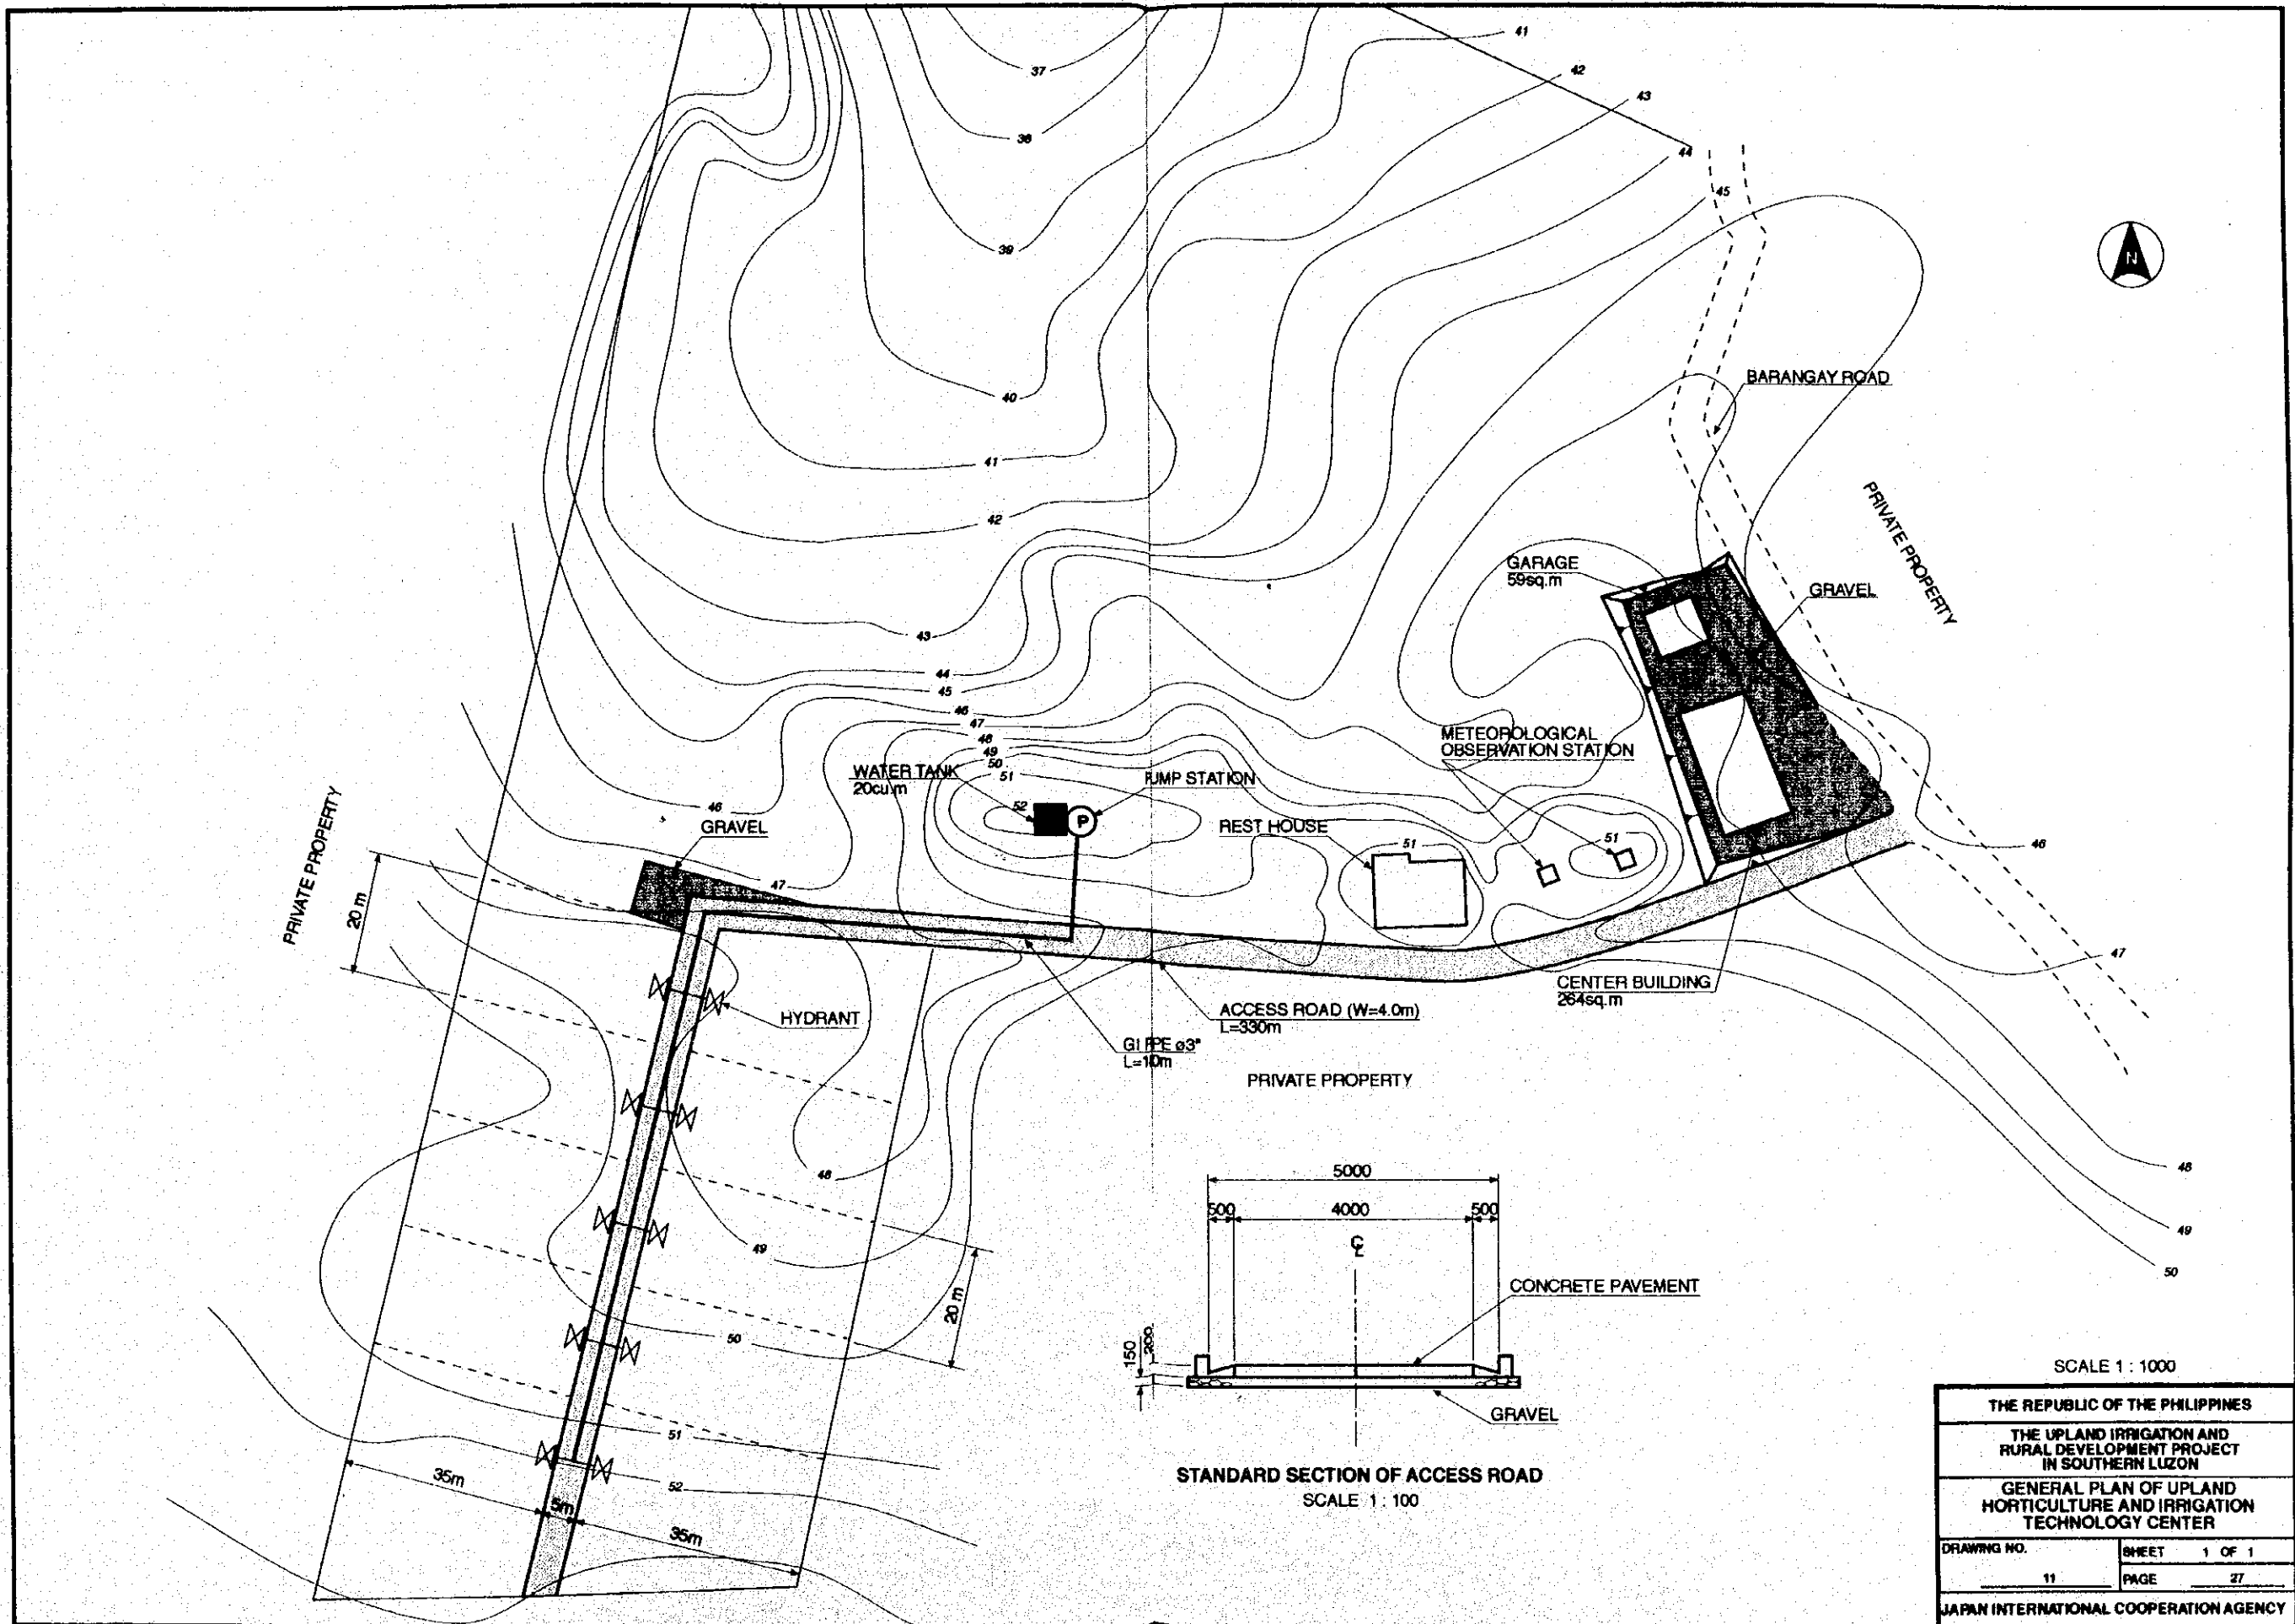 37
38
39
40
41
42
43
44
45
46
47
48
49
50
51
52
41
42
43
44
45
N
BARANGAY ROAD
PRIVATE PROPERTY
GARAGE
59sq.m
GRAVEL
METEOROLOGICAL
OBSERVATION STATION
WATER TANK
20cu.m
PUMP STATION
P
REST HOUSE
51
51
46
GRAVEL
47
PRIVATE PROPERTY
20 m
46
47
HYDRANT
ACCESS ROAD (W=4.0m)
L=330m
CENTER BUILDING
264sq.m
L=10m
PRIVATE PROPERTY
48
49
50
48
49
50
51
52
20 m
35m
5m
35m
5000
500
4000
500
CL
CONCRETE PAVEMENT
150
200
GRAVEL
STANDARD SECTION OF ACCESS ROAD
SCALE 1 : 100
SCALE 1 : 1000
THE REPUBLIC OF THE PHILIPPINES
THE UPLAND IRRIGATION AND
RURAL DEVELOPMENT PROJECT
IN SOUTHERN LUZON
GENERAL PLAN OF UPLAND
HORTICULTURE AND IRRIGATION
TECHNOLOGY CENTER
DRAWING NO. 11
SHEET 1 OF 1
PAGE 27
JAPAN INTERNATIONAL COOPERATION AGENCY